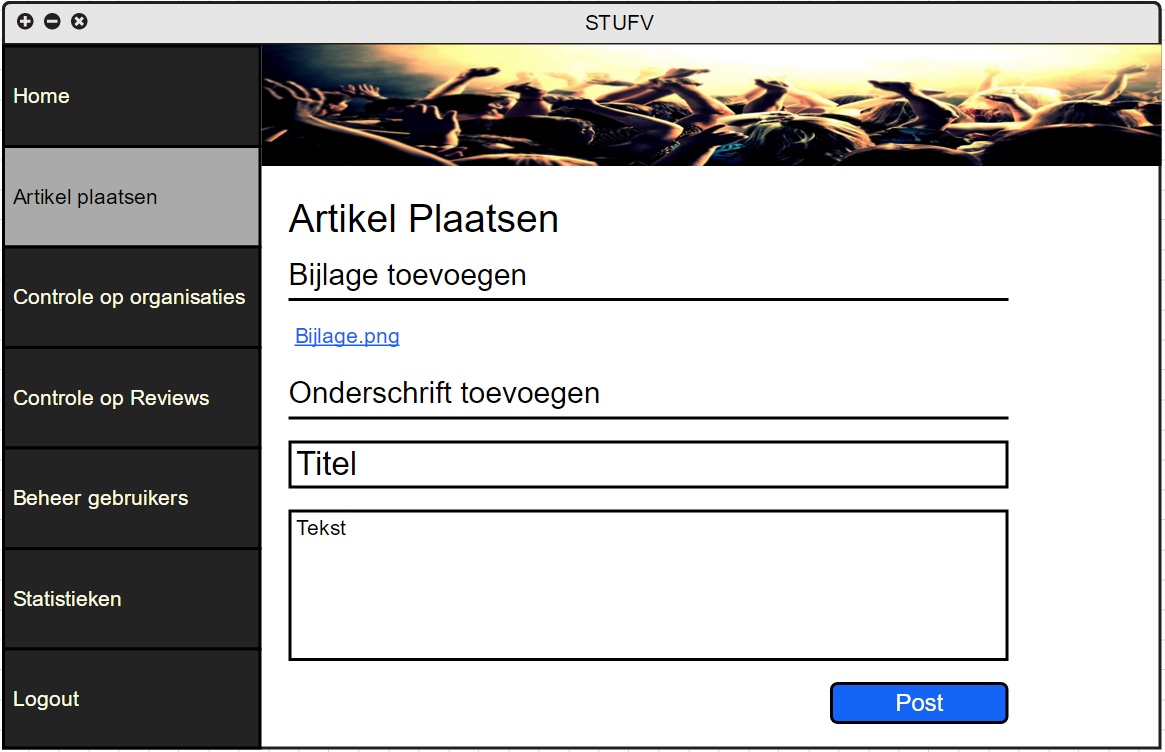 STUFV
Home
Artikel plaatsen
Controle op organisaties
Controle op Reviews
Beheer gebruikers
Statistieken
Logout
Artikel Plaatsen
Bijlage toevoegen
Bijlage.png
Onderschrift toevoegen
Titel
Tekst
Post